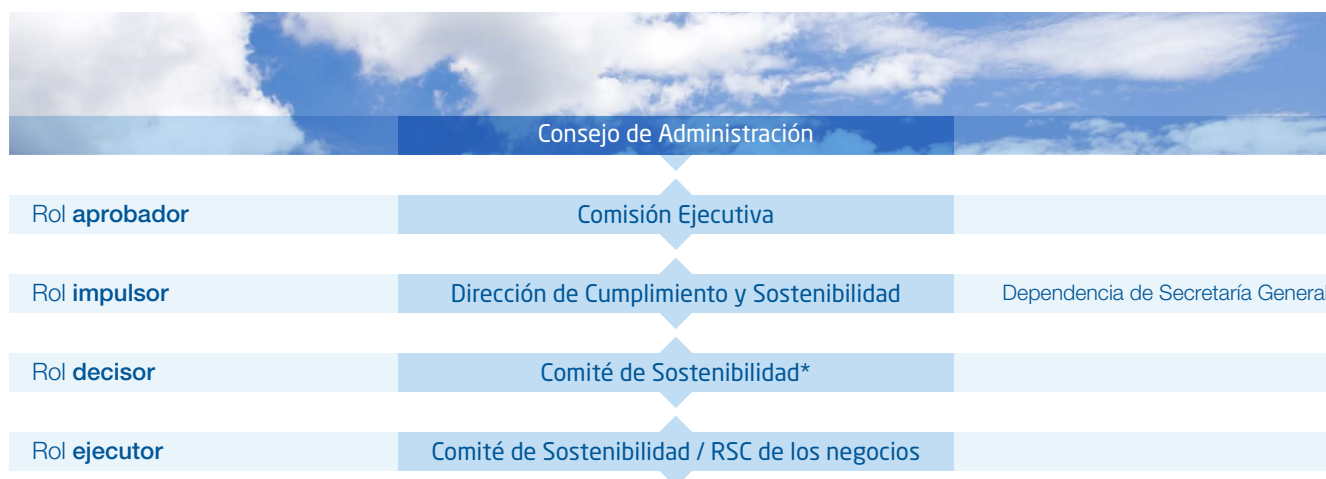 Consejo de Administración
Rol aprobador Comisión Ejecutiva
Rol impulsor Dirección de Cumplimiento y Sostenibilidad Dependencia de Secretaría General
Rol decisor Comité de Sostenibilidad*
Rol ejecutor Comité de Sostenibilidad / RSC de los negocios